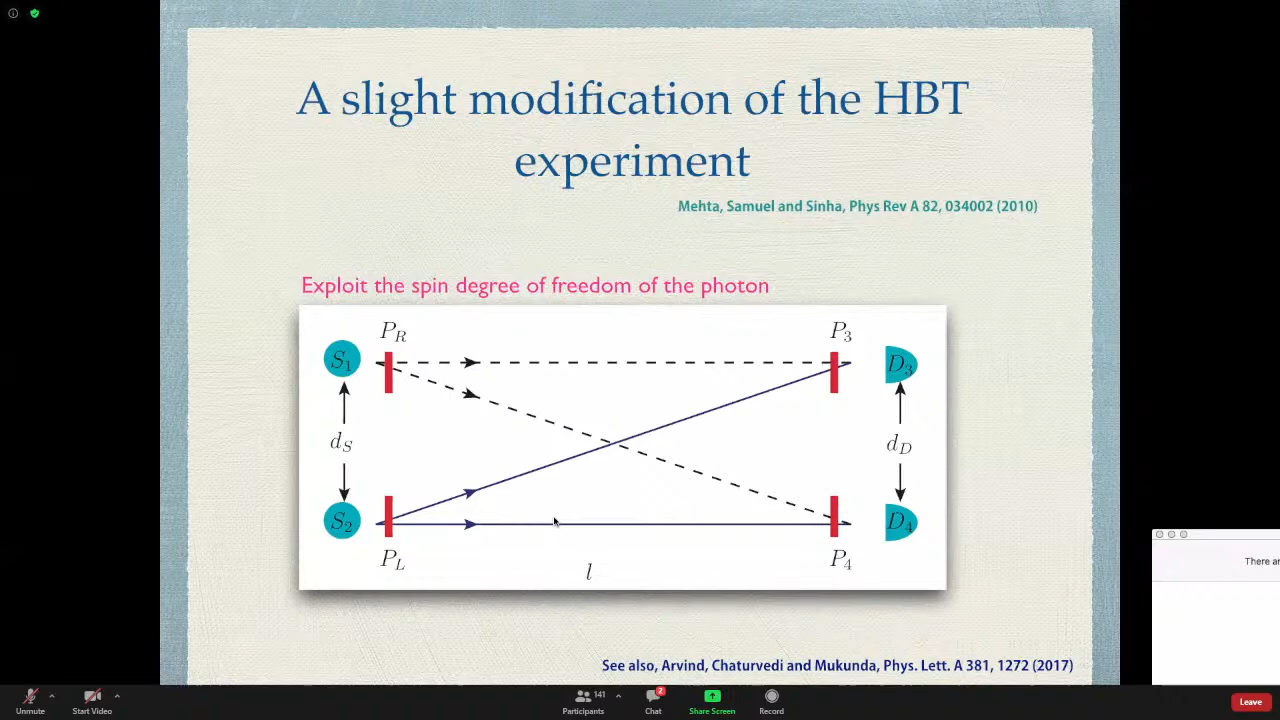 A slight modification of the HBT
experiment
Mehta, Samuel and Sinha, Phys Rev A 82, 034002 (2010)
Exploit the spin degree of freedom of the photon
P_R
P_3
S_1
D_3
d_S
d_D
S_2
D_4
P_L
l
P_4
There ar
See also, Arvind, Chaturvedi and Mukunda, Phys. Lett. A 381, 1272 (2017)
Unmute
Start Video
141
Participants
2
Chat
Share Screen
Record
Leave